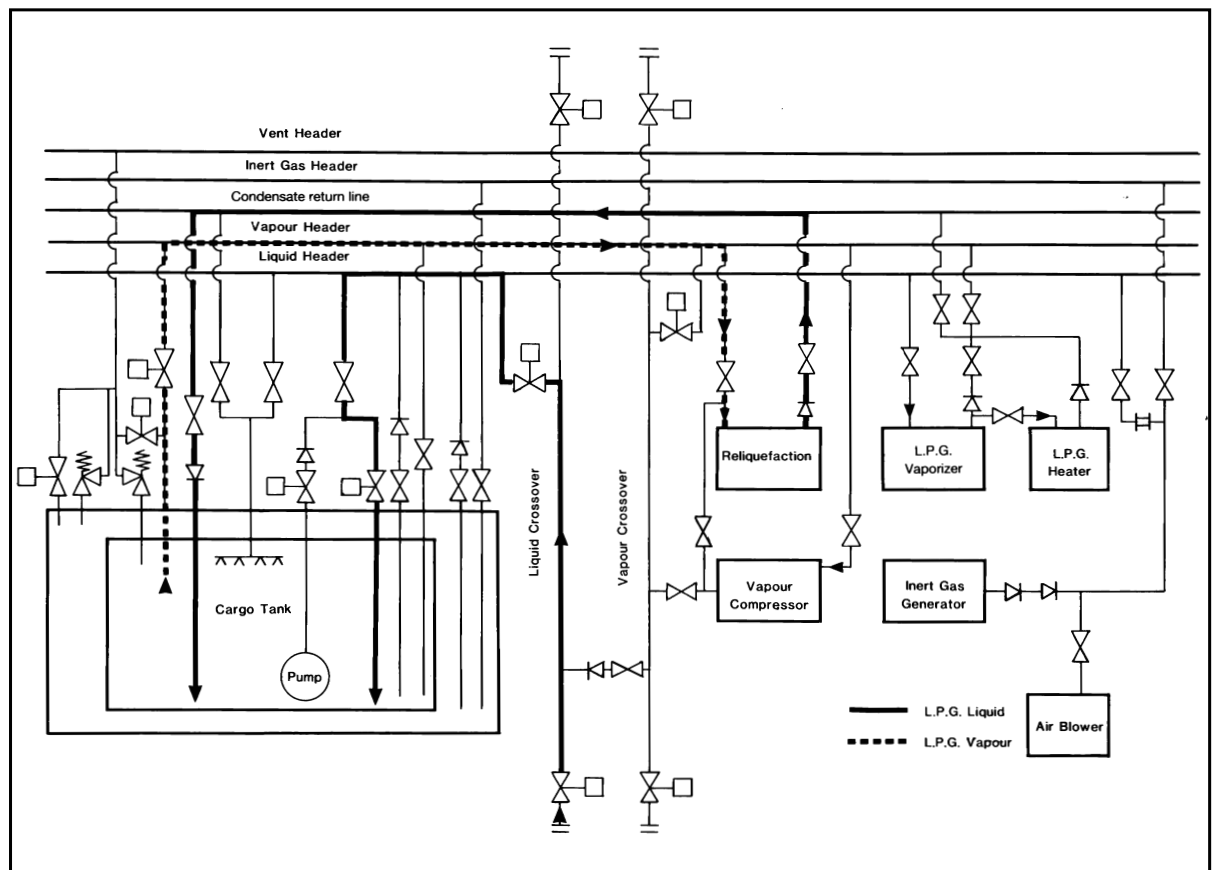 Vent Header
Inert Gas Header
Condensate return line
Vapour Header
Liquid Header
Liquid Crossover
Vapour Crossover
Reliquefaction
L.P.G.
Vaporizer
L.P.G.
Heater
Cargo Tank
Pump
Vapour
Compressor
Inert Gas
Generator
Air Blower
L.P.G. Liquid
L.P.G. Vapour